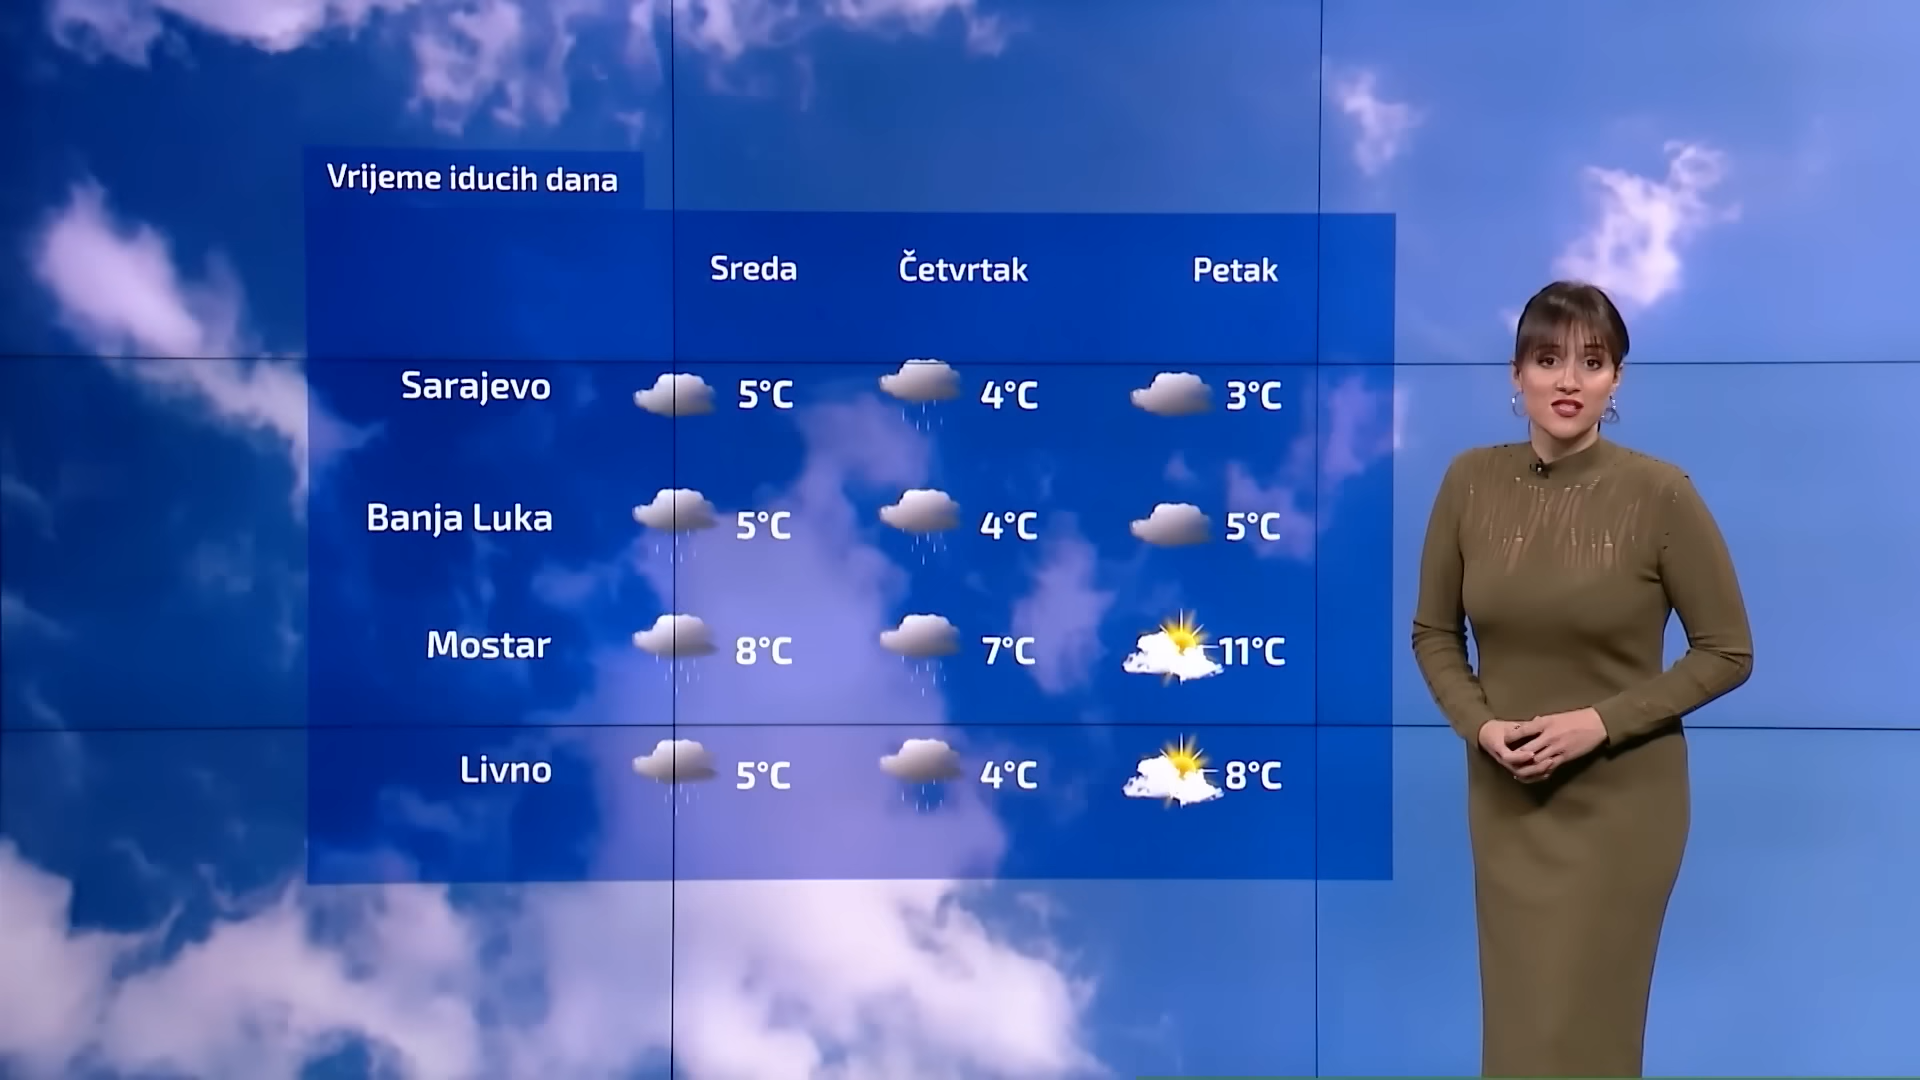 Vrijeme iducih dana
Sreda Četvrtak Petak
Sarajevo 5°C 4°C 3°C
Banja Luka 5°C 4°C 5°C
Mostar 8°C 7°C 11°C
Livno 5°C 4°C 8°C